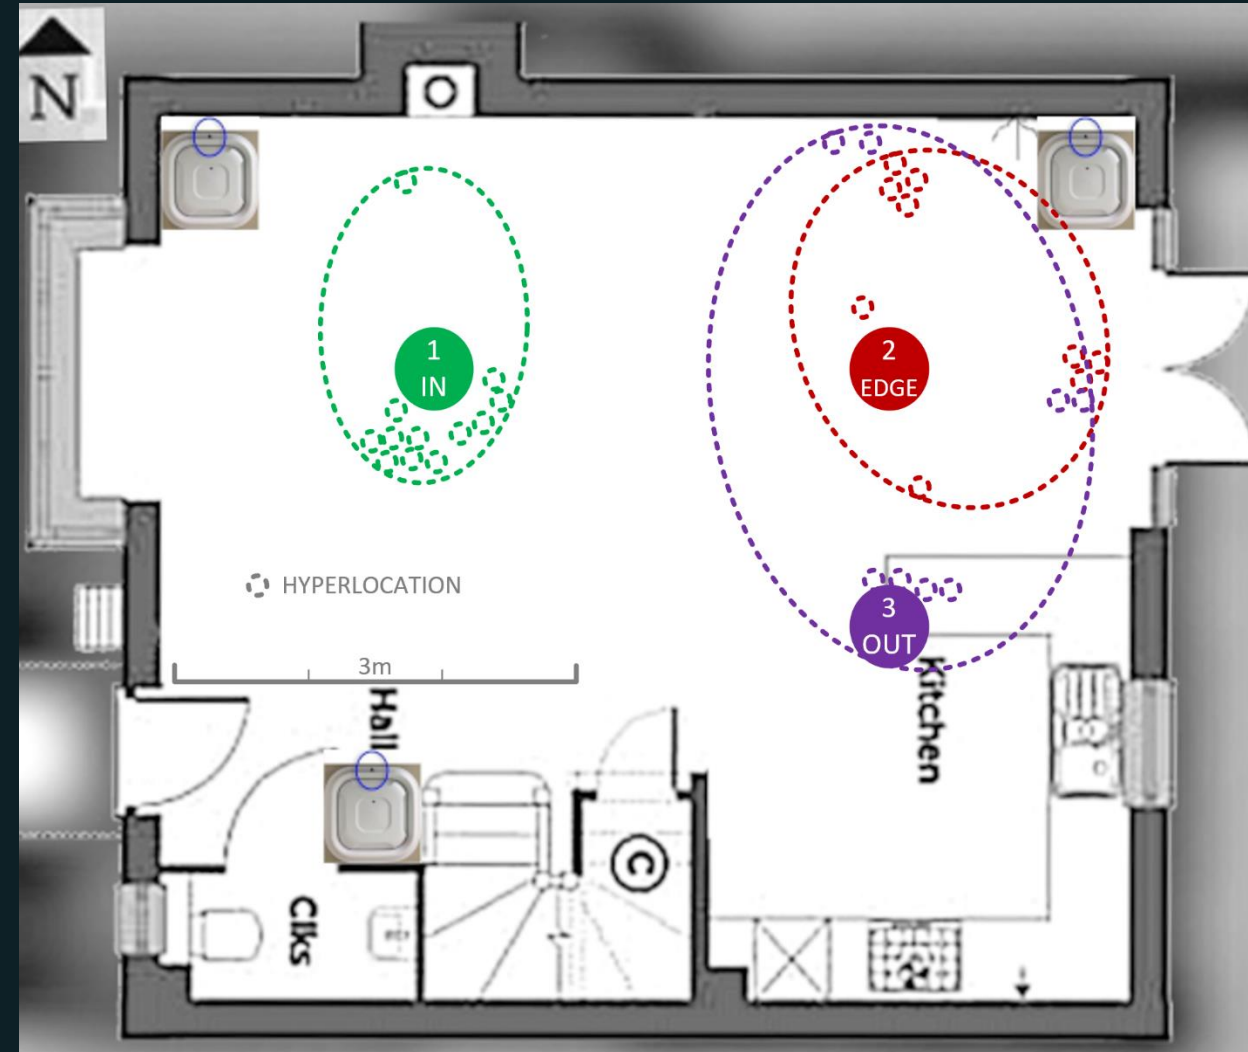 N
1
IN
2
EDGE
HYPERLOCATION
3
OUT
3m
Kitchen
Hall
C
Clks